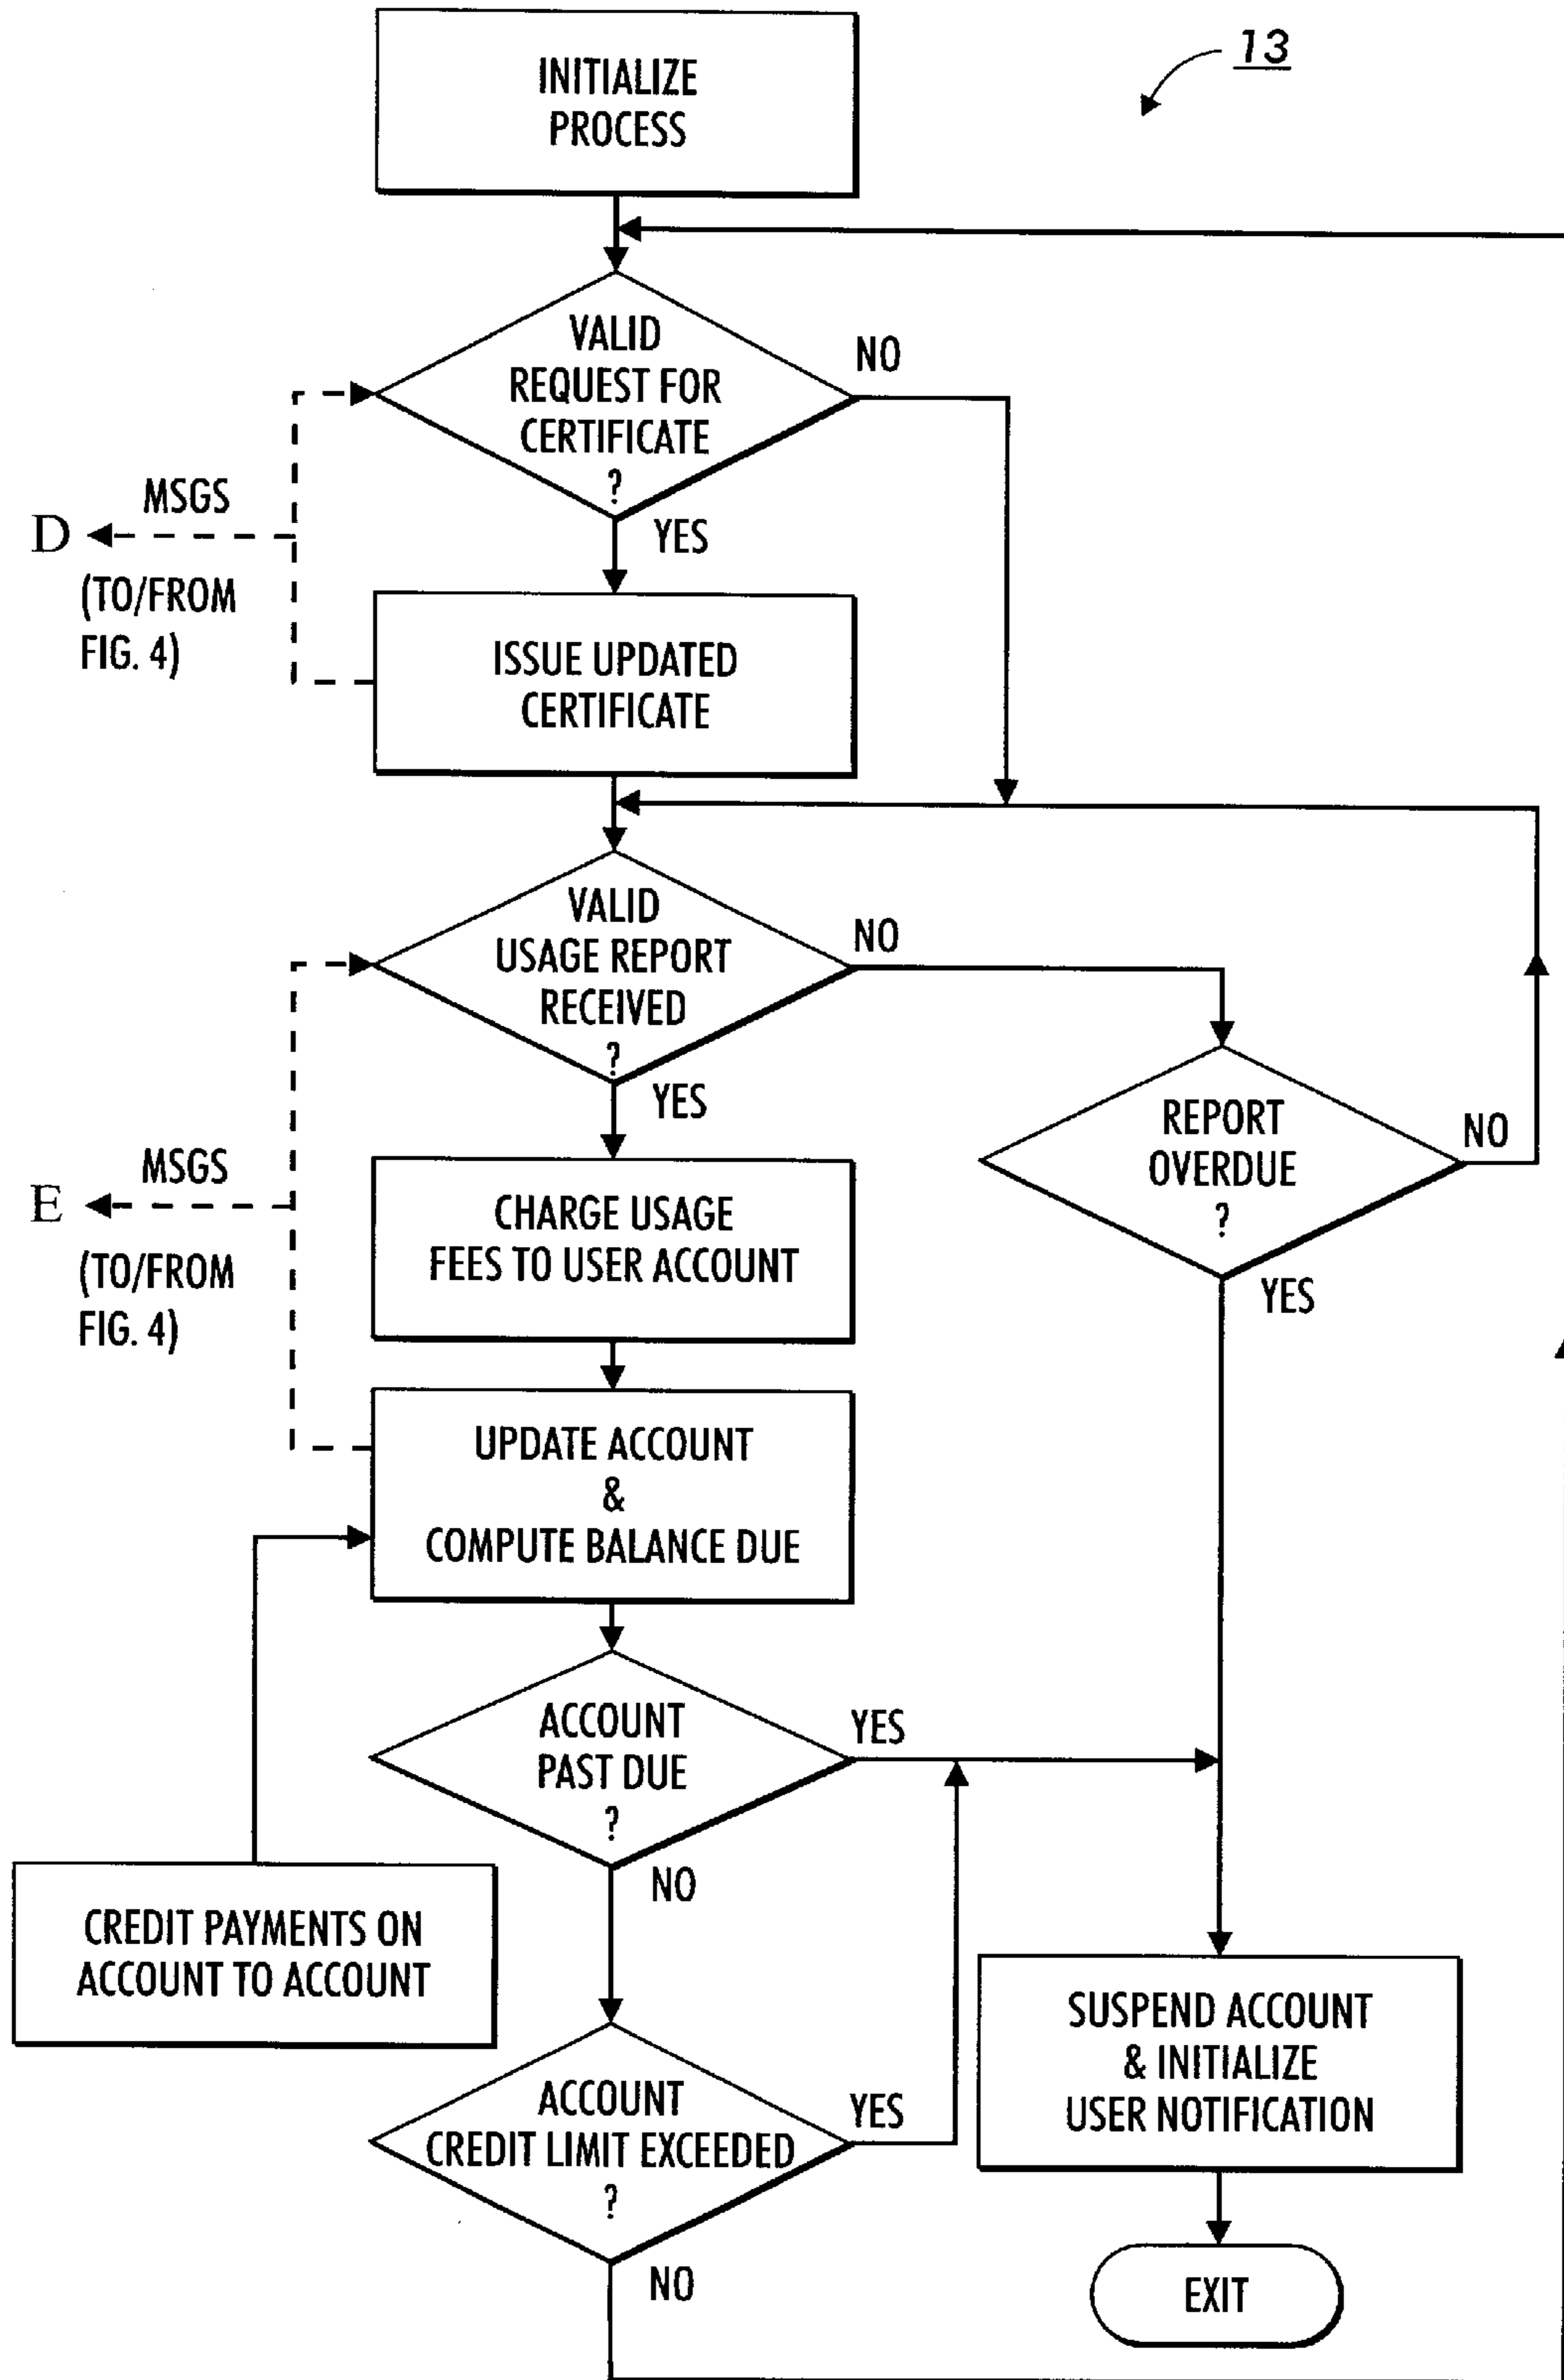 INITIALIZE
PROCESS
13
VALID
REQUEST FOR
CERTIFICATE
?
NO
YES
MSGS
D
(TO/FROM
FIG. 4)
ISSUE UPDATED
CERTIFICATE
VALID
USAGE REPORT
RECEIVED
?
NO
YES
REPORT
OVERDUE
?
NO
YES
MSGS
E
(TO/FROM
FIG. 4)
CHARGE USAGE
FEES TO USER ACCOUNT
UPDATE ACCOUNT
&
COMPUTE BALANCE DUE
ACCOUNT
PAST DUE
?
YES
NO
CREDIT PAYMENTS ON
ACCOUNT TO ACCOUNT
ACCOUNT
CREDIT LIMIT EXCEEDED
?
YES
NO
SUSPEND ACCOUNT
& INITIALIZE
USER NOTIFICATION
EXIT